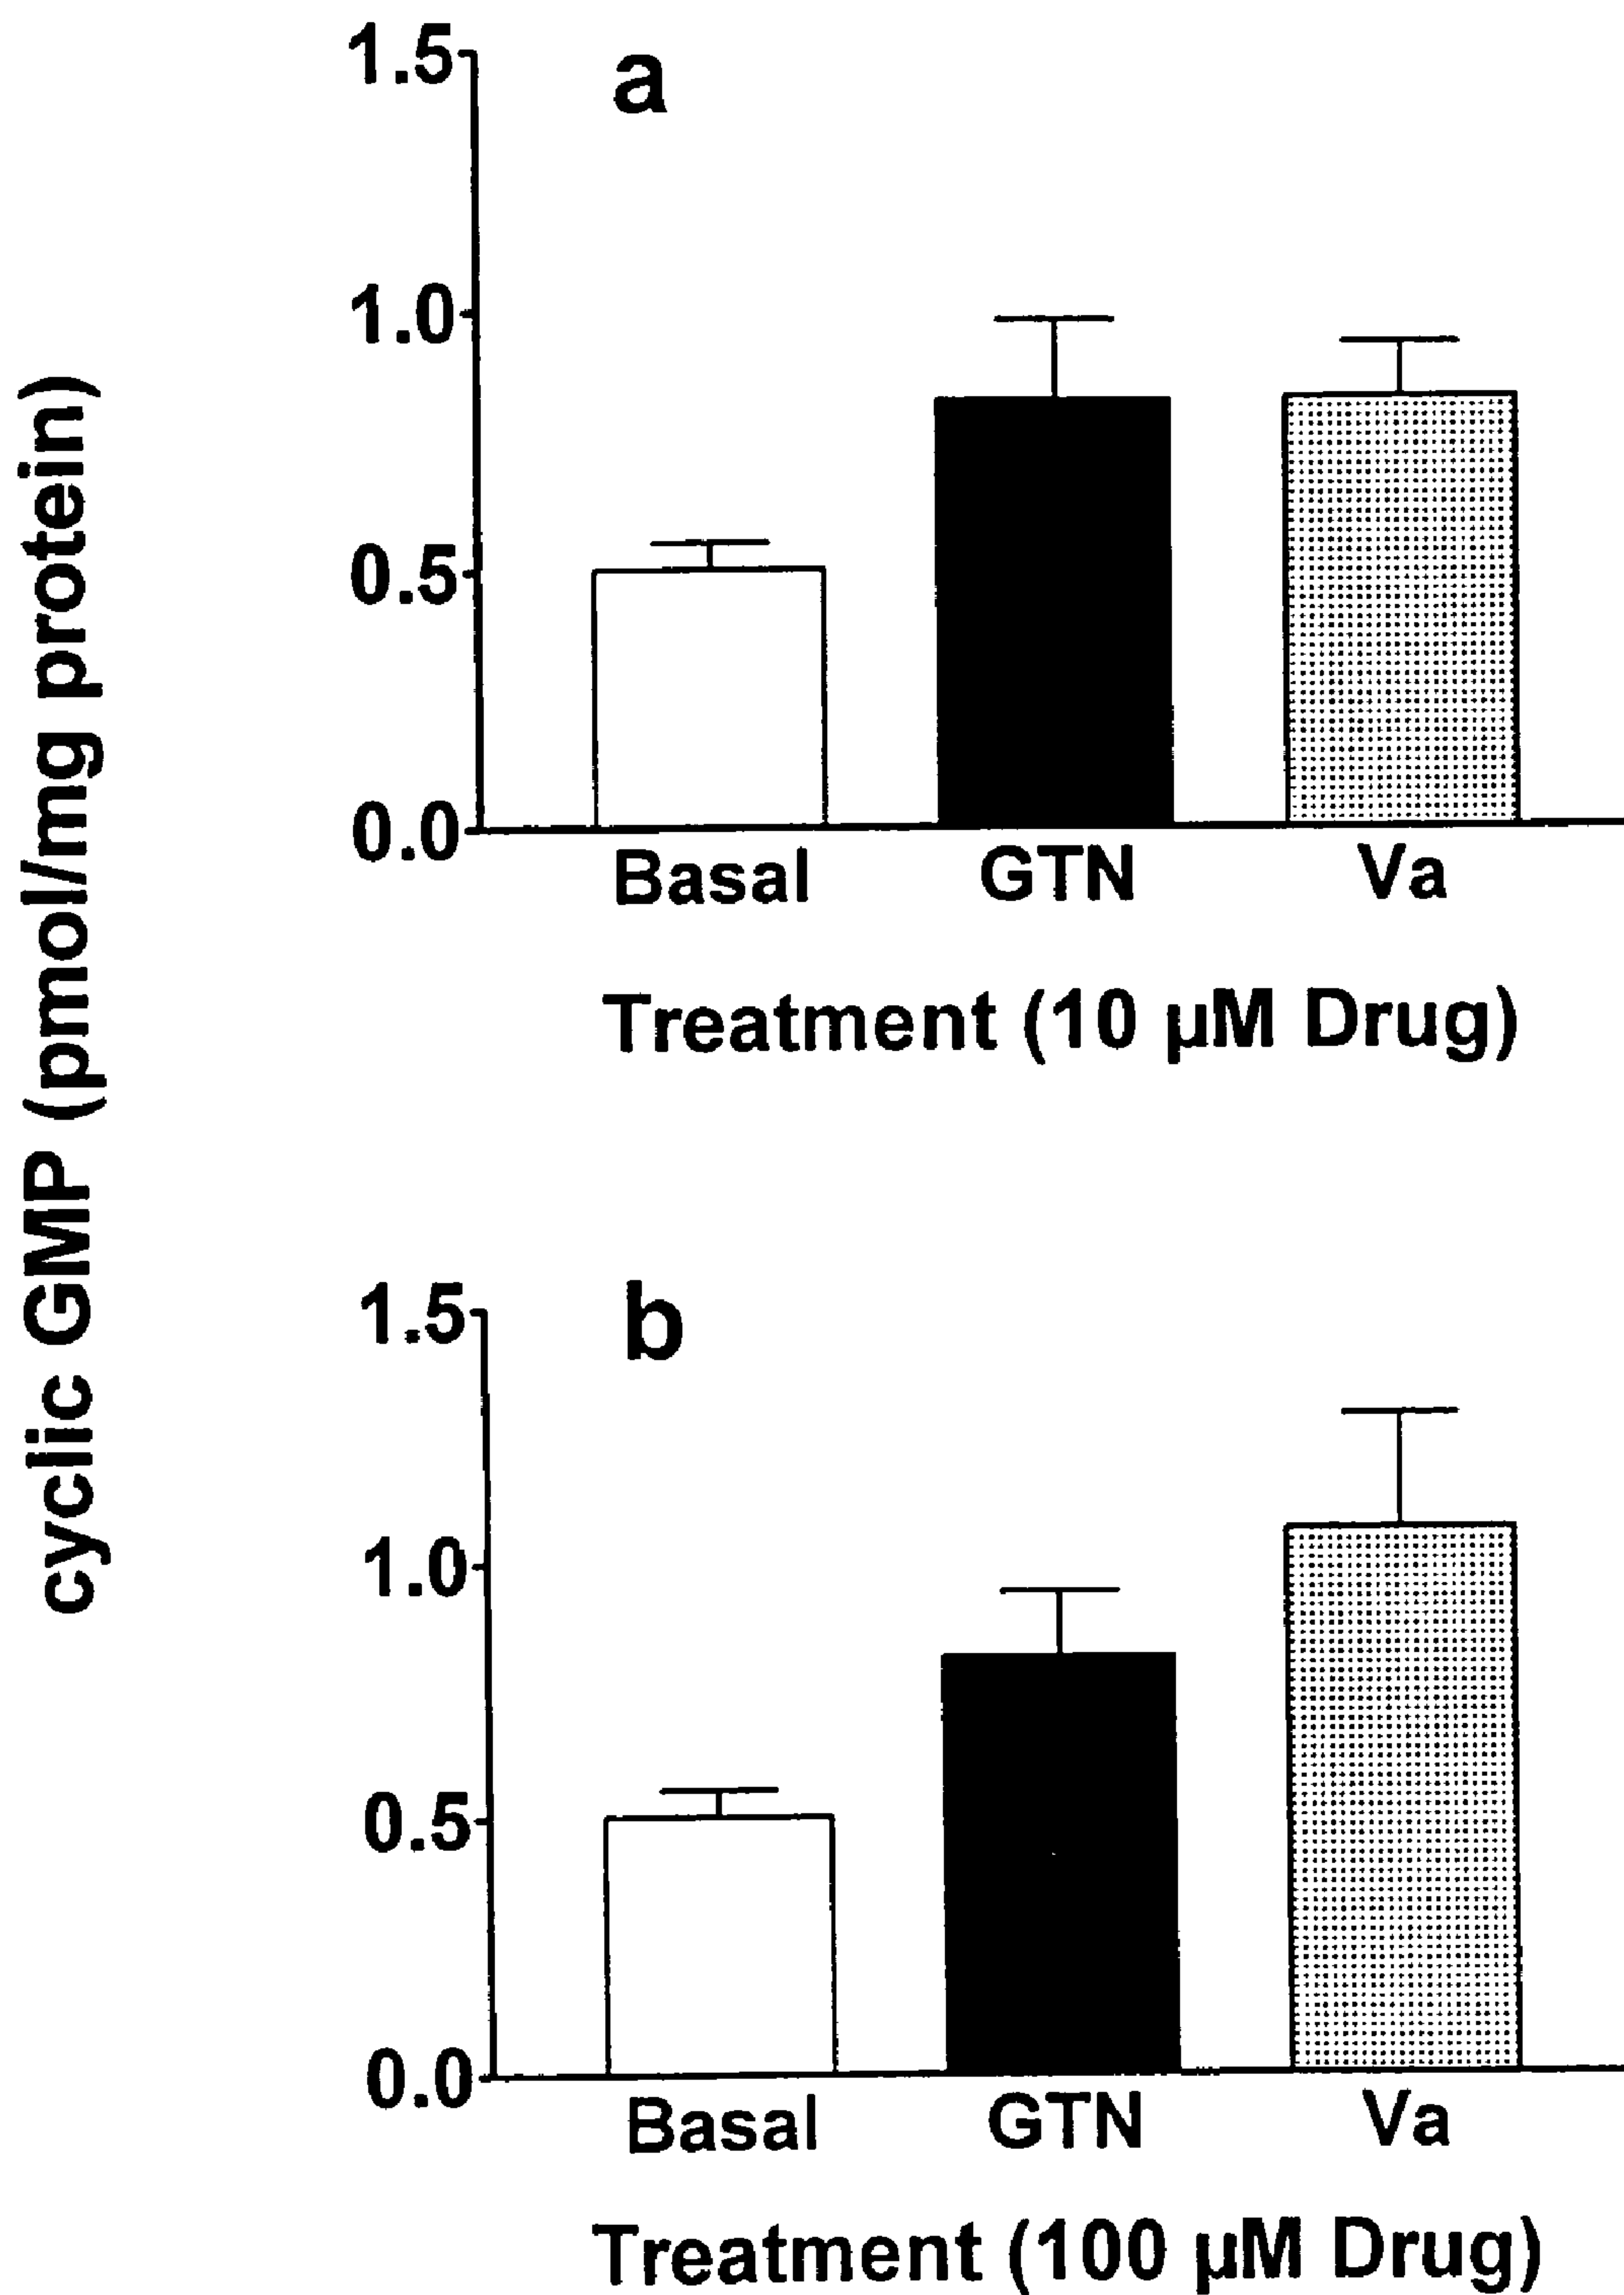 cyclic GMP (pmol/mg protein)
a
1.5
1.0
0.5
0.0
Basal GTN Va
Treatment (10 µM Drug)
b
1.5
1.0
0.5
0.0
Basal GTN Va
Treatment (100 µM Drug)